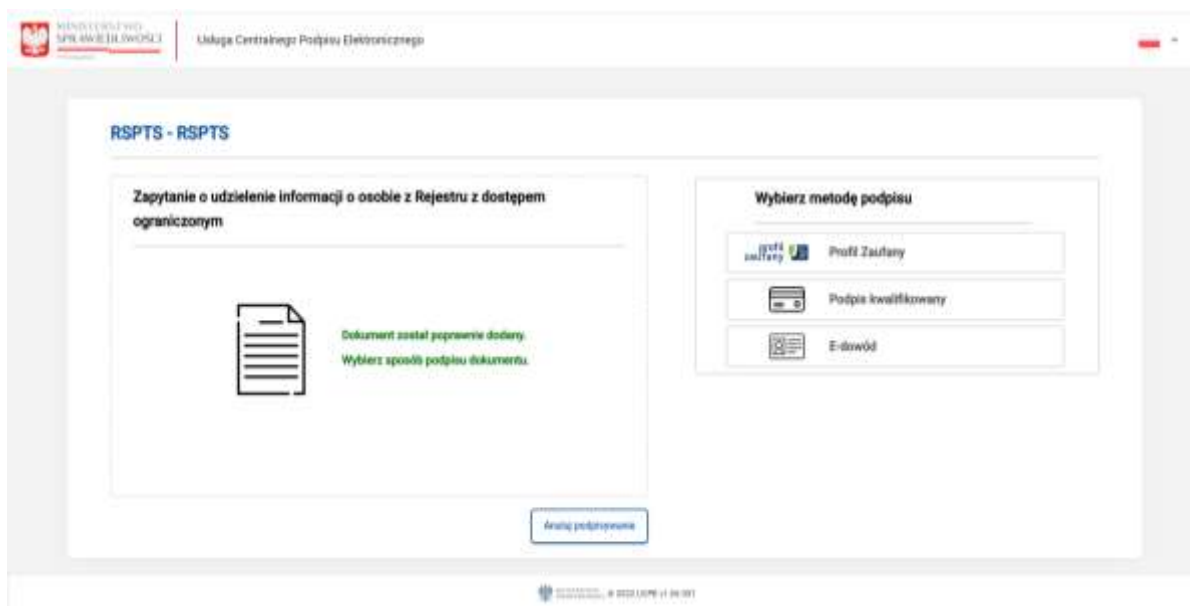 MINISTERSTWO
SPRAWIEDLIWOŚCI
Usługa Centralnego Podpisu Elektronicznego
RSPTS - RSPTS
Zapytanie o udzielenie informacji o osobie z Rejestru z dostępem
ograniczonym
Dokument został poprawnie dodany.
Wybierz sposób podpisu dokumentu.
Wybierz metodę podpisu
profil
zaufany
Profil Zaufany
Podpis kwalifikowany
E-dowód
Anuluj podpisywanie